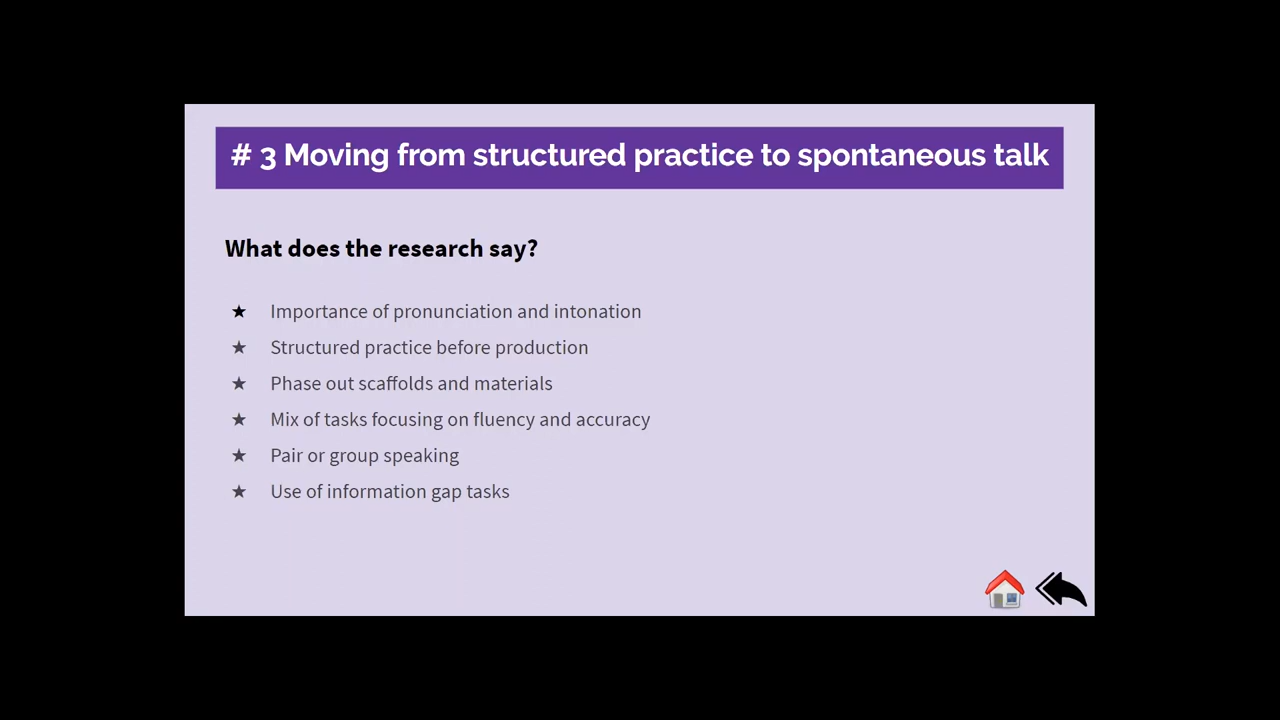 # 3 Moving from structured practice to spontaneous talk
What does the research say?
★ Importance of pronunciation and intonation
★ Structured practice before production
★ Phase out scaffolds and materials
★ Mix of tasks focusing on fluency and accuracy
★ Pair or group speaking
★ Use of information gap tasks